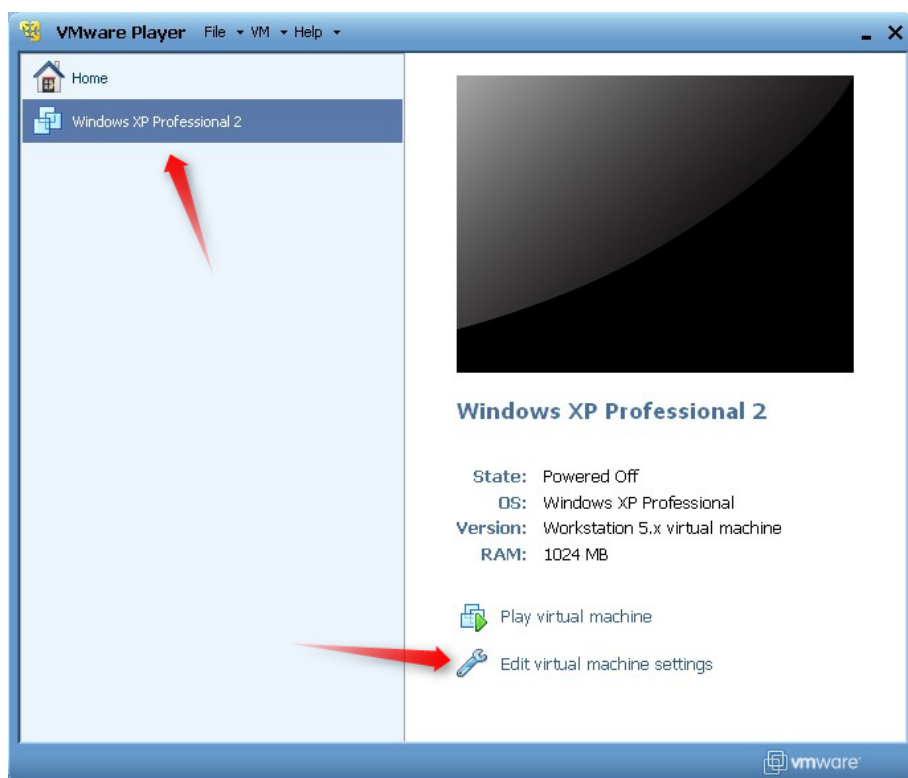 VMware Player File VM Help
Home
Windows XP Professional 2
Windows XP Professional 2
State: Powered Off
OS: Windows XP Professional
Version: Workstation 5.x virtual machine
RAM: 1024 MB
Play virtual machine
Edit virtual machine settings
vmware